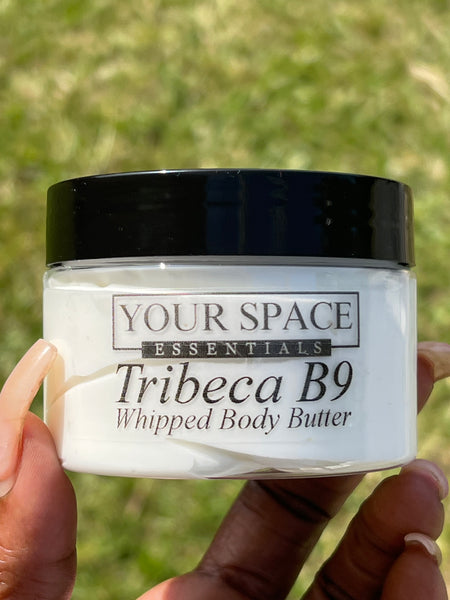 YOUR SPACE
ESSENTIALS
Tribeca B9
Whipped Body Butter